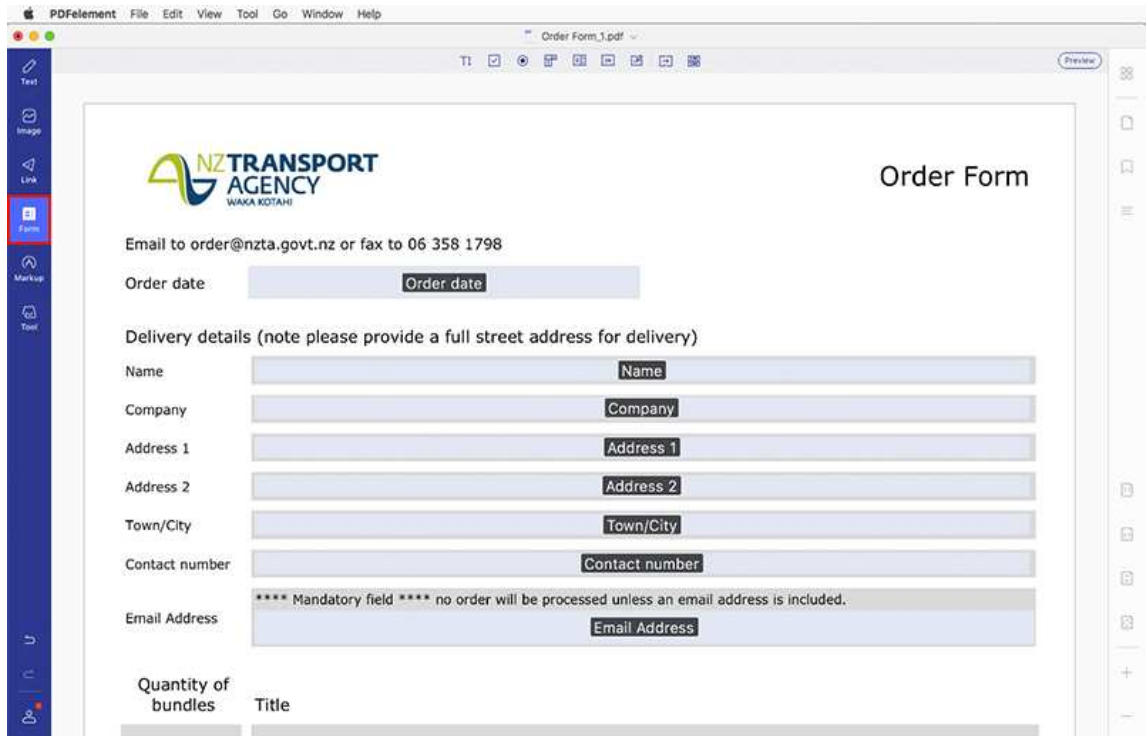 PDFelement File Edit View Tool Go Window Help
Order Form_1.pdf
Preview
Text
Image
Link
Form
Markup
Tool
NZTRANSPORT
AGENCY
WAKA KOTAHI
Order Form
Email to order@nzta.govt.nz or fax to 06 358 1798
Order date Order date
Delivery details (note please provide a full street address for delivery)
Name Name
Company Company
Address 1 Address 1
Address 2 Address 2
Town/City Town/City
Contact number Contact number
**** Mandatory field **** no order will be processed unless an email address is included.
Email Address Email Address
Quantity of
bundles Title